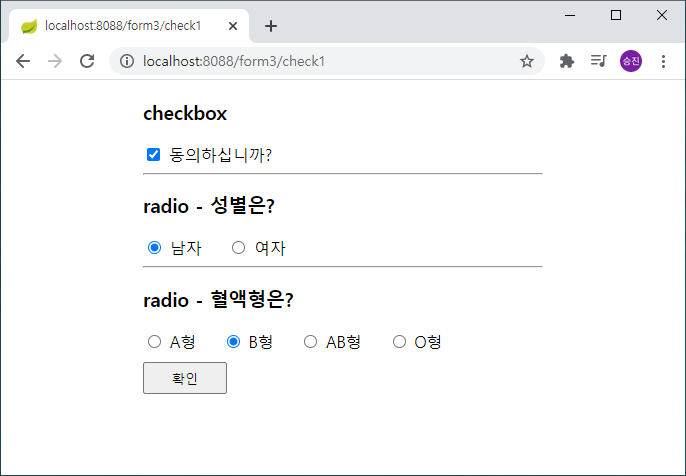 localhost:8088/form3/check1
localhost:8088/form3/check1
승진
checkbox
동의하십니까?
radio - 성별은?
남자 여자
radio - 혈액형은?
A형 B형 AB형 O형
확인